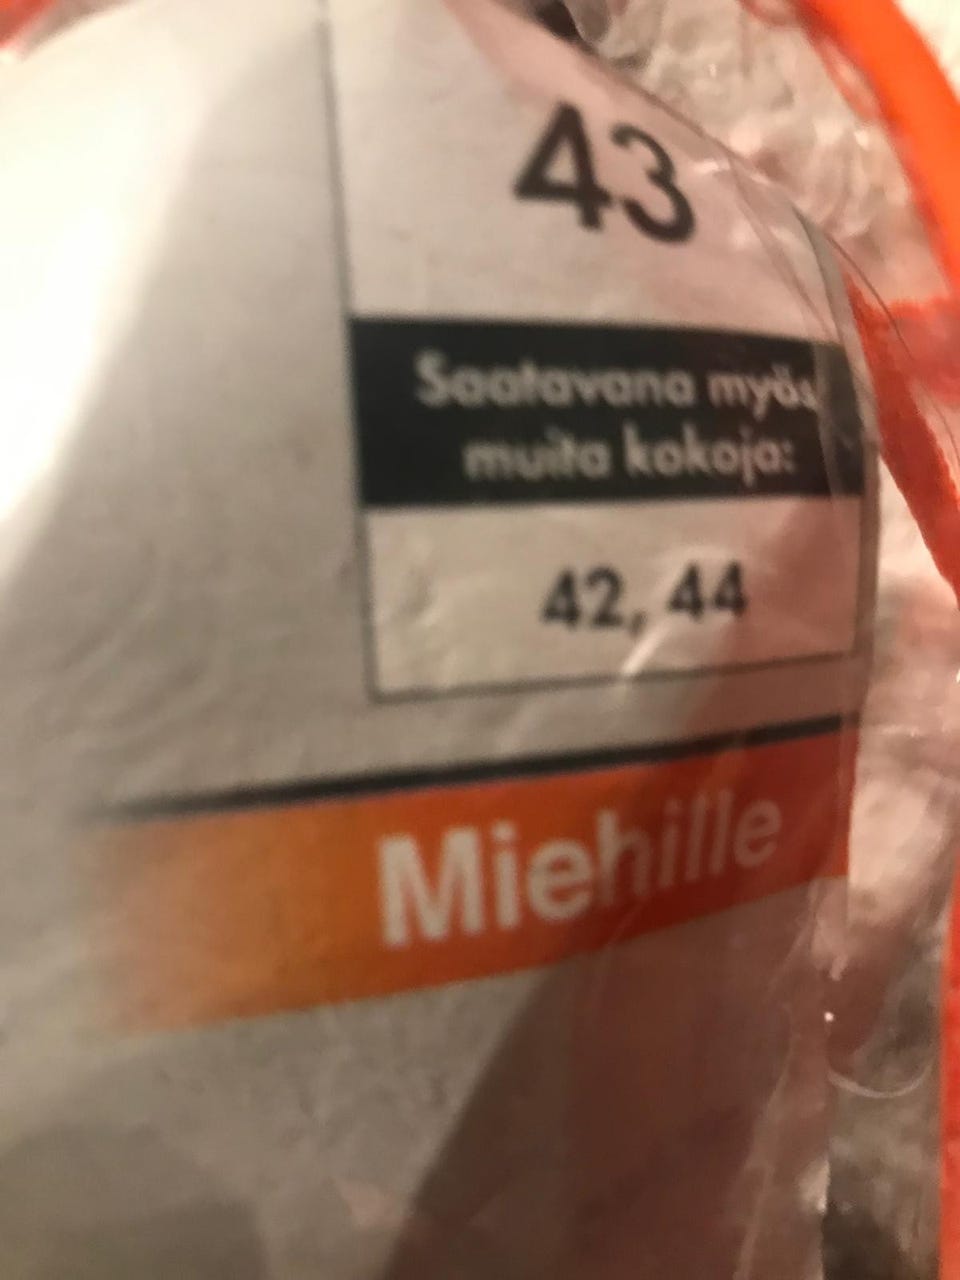 43
Saatavana myös
muita kokoja:
42, 44
Miehille